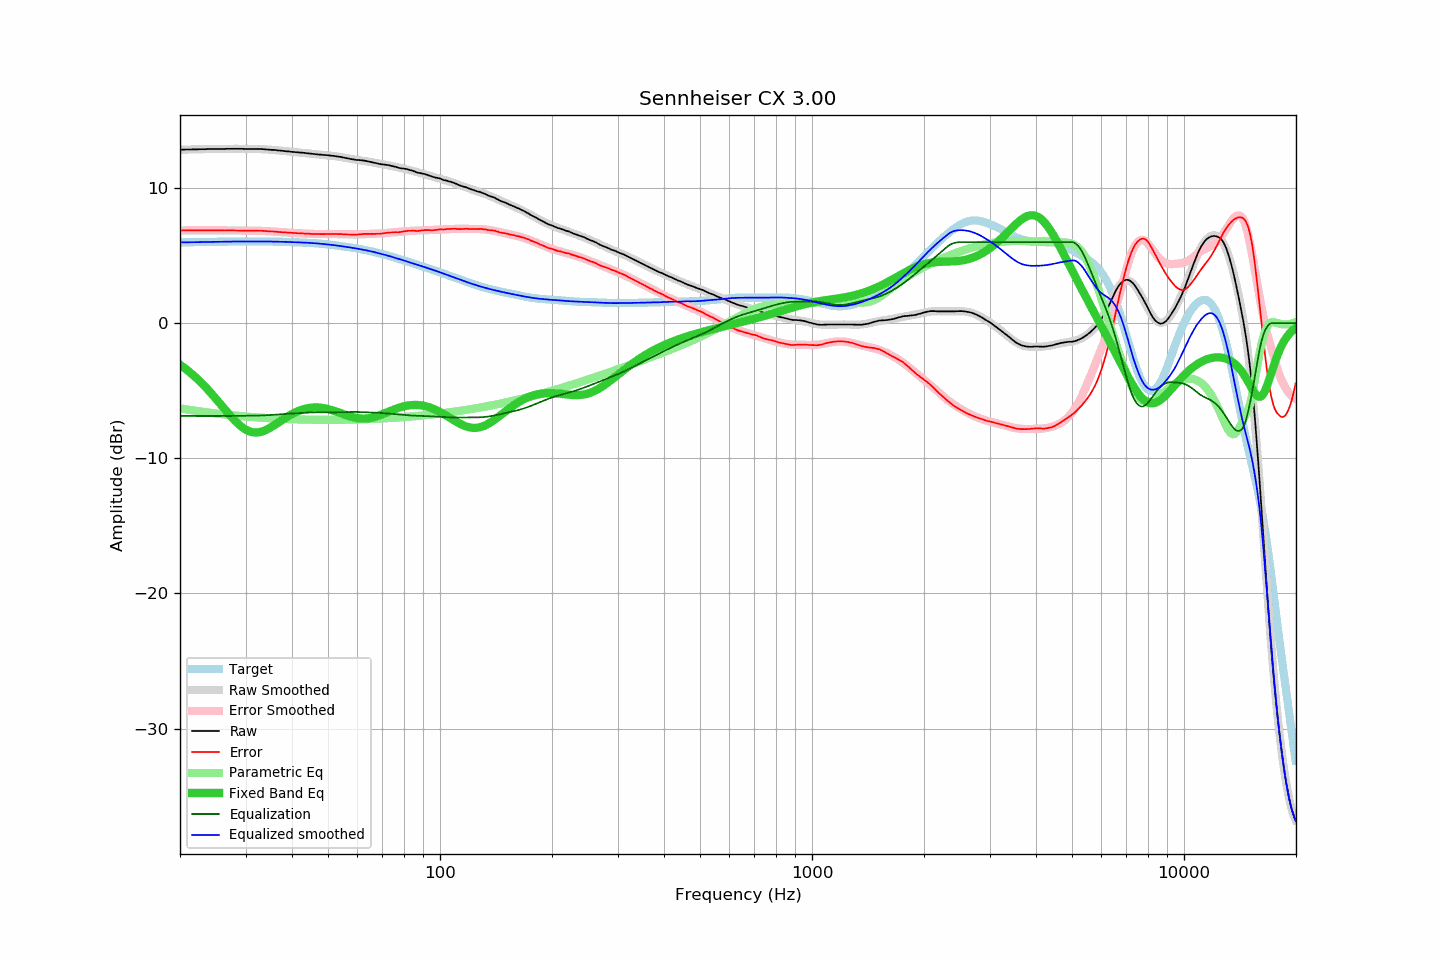 Sennheiser CX 3.00
10
0
−10
−20
−30
Amplitude (dBr)
Target
Raw Smoothed
Error Smoothed
Raw
Error
Parametric Eq
Fixed Band Eq
Equalization
Equalized smoothed
100
1000
10000
Frequency (Hz)